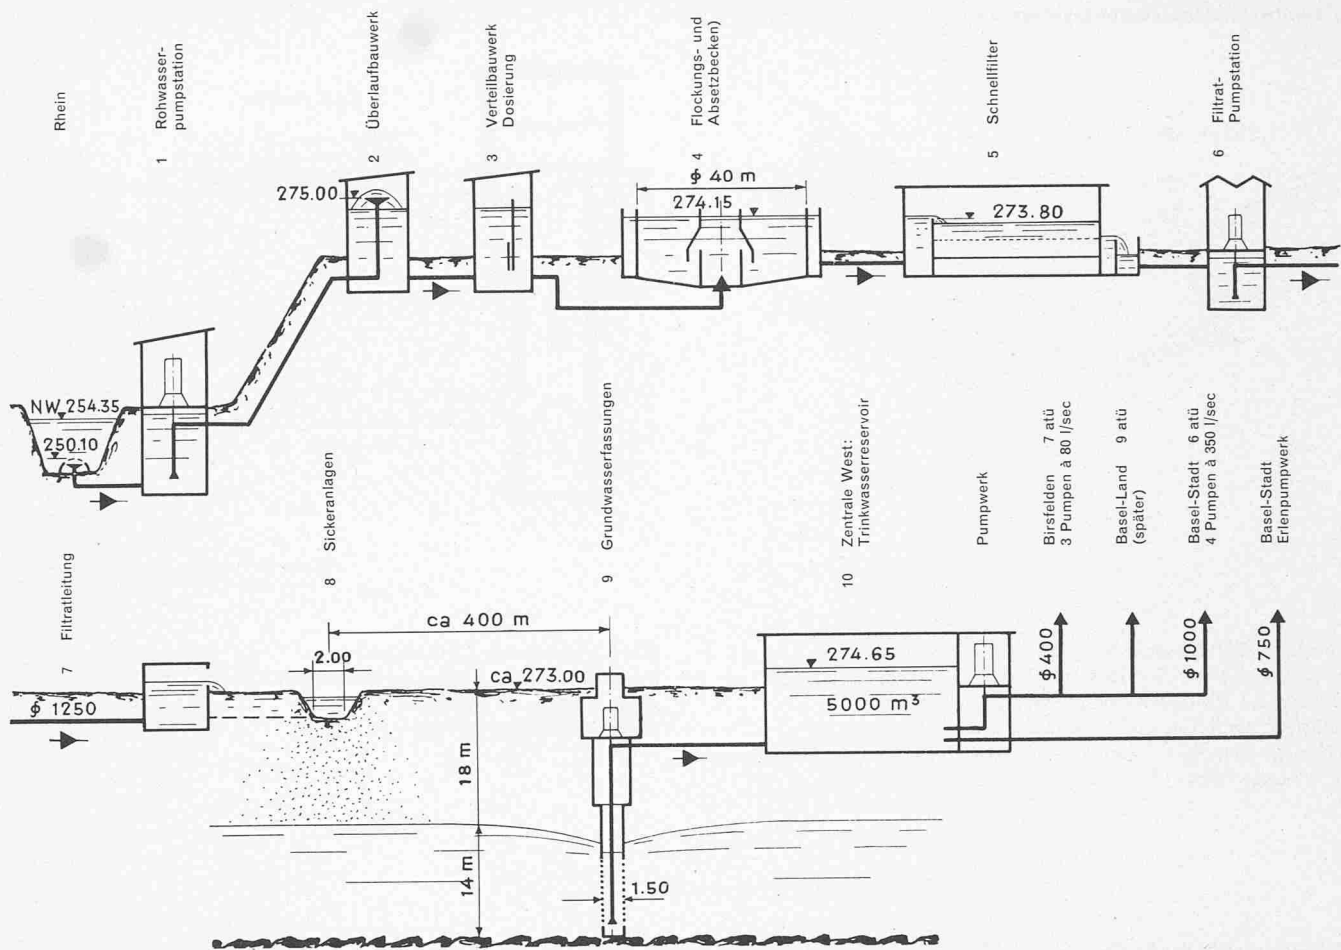 Rhein
1
Rohwasser-
pumpstation
2
Überlaufbauwerk
3
Verteilbauwerk
Dosierung
4
Flockungs- und
Absetzbecken)
5
Schnellfilter
6
Filtrat-
Pumpstation
275.00
ϕ 40 m
274.15
273.80
NW 254.35
250.10
7
Filtratleitung
8
Sickeranlagen
9
Grundwasserfassungen
10
Zentrale West:
Trinkwasserreservoir
Pumpwerk
Birsfelden 7 atü
3 Pumpen à 80 l/sec
Basel-Land 9 atü
(später)
Basel-Stadt 6 atü
4 Pumpen à 350 l/sec
Basel-Stadt
Erlenpumpwerk
ϕ 1250
2.00
ca 400 m
ca 273.00
18 m
14 m
1.50
274.65
5000 m³
ϕ 400
ϕ 1000
ϕ 750